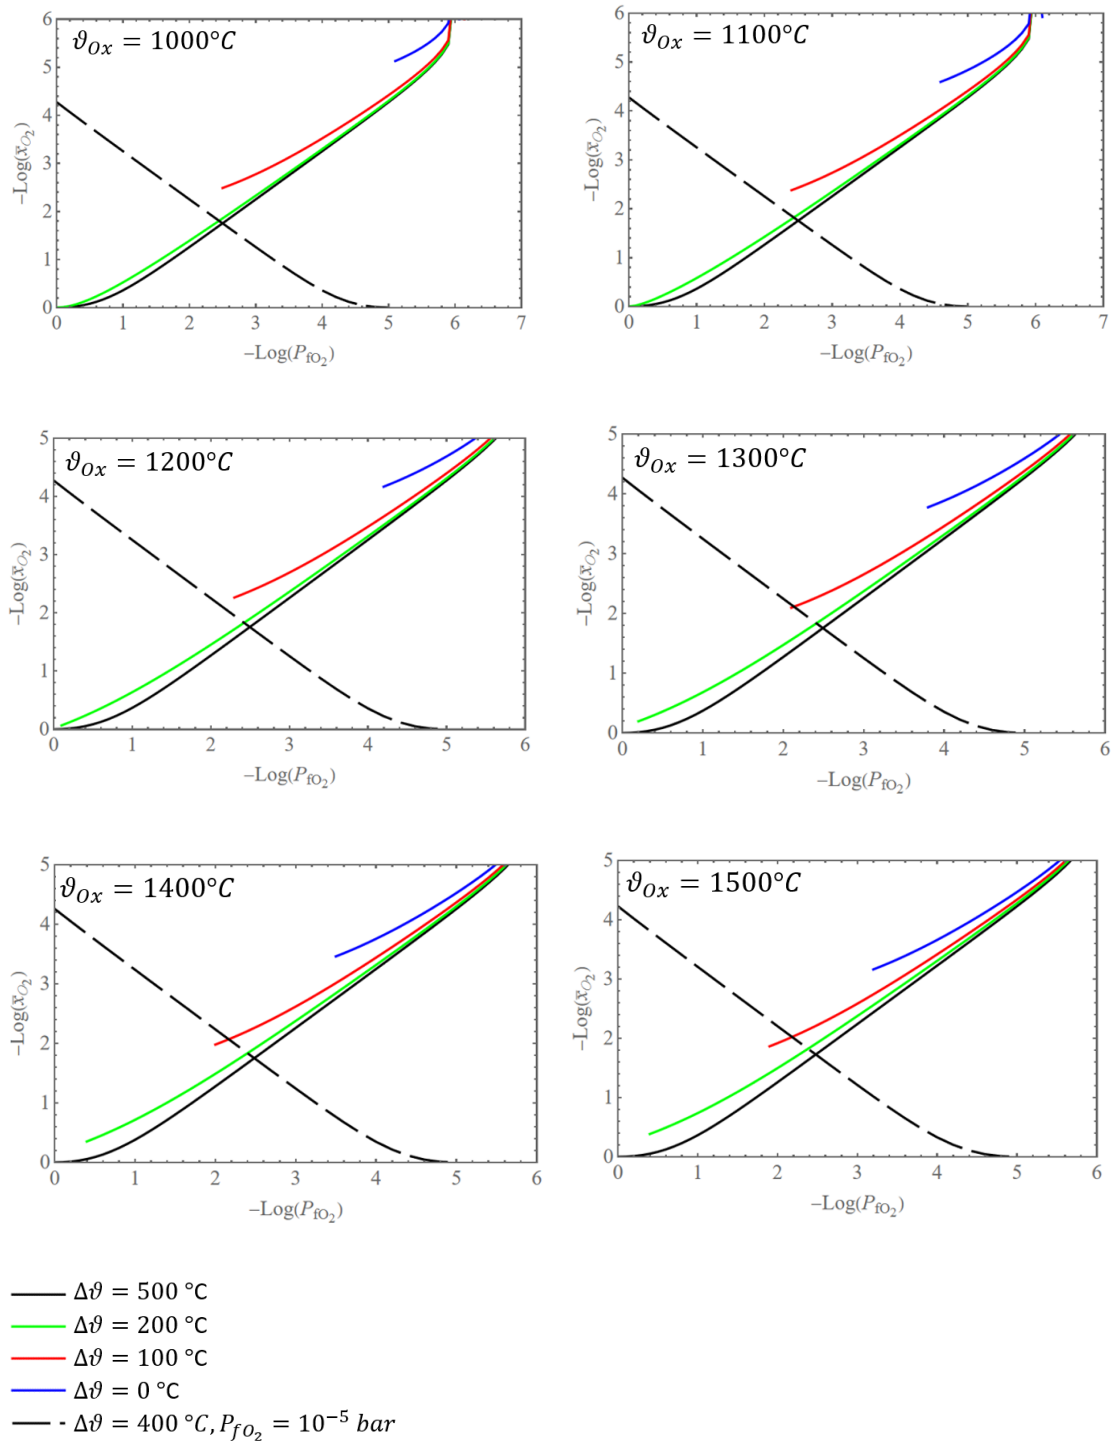 ϑ_Ox = 1000°C
6
5
4
3
2
1
0
−Log(x̄_O₂)
0 1 2 3 4 5 6 7
−Log(P_fO₂)
ϑ_Ox = 1100°C
6
5
4
3
2
1
0
−Log(x̄_O₂)
0 1 2 3 4 5 6 7
−Log(P_fO₂)
ϑ_Ox = 1200°C
5
4
3
2
1
0
−Log(x̄_O₂)
0 1 2 3 4 5 6
−Log(P_fO₂)
ϑ_Ox = 1300°C
5
4
3
2
1
0
−Log(x̄_O₂)
0 1 2 3 4 5 6
−Log(P_fO₂)
ϑ_Ox = 1400°C
5
4
3
2
1
0
−Log(x̄_O₂)
0 1 2 3 4 5 6
−Log(P_fO₂)
ϑ_Ox = 1500°C
5
4
3
2
1
0
−Log(x̄_O₂)
0 1 2 3 4 5 6
−Log(P_fO₂)
Δϑ = 500 °C
Δϑ = 200 °C
Δϑ = 100 °C
Δϑ = 0 °C
Δϑ = 400 °C, P_fO₂ = 10⁻⁵ bar